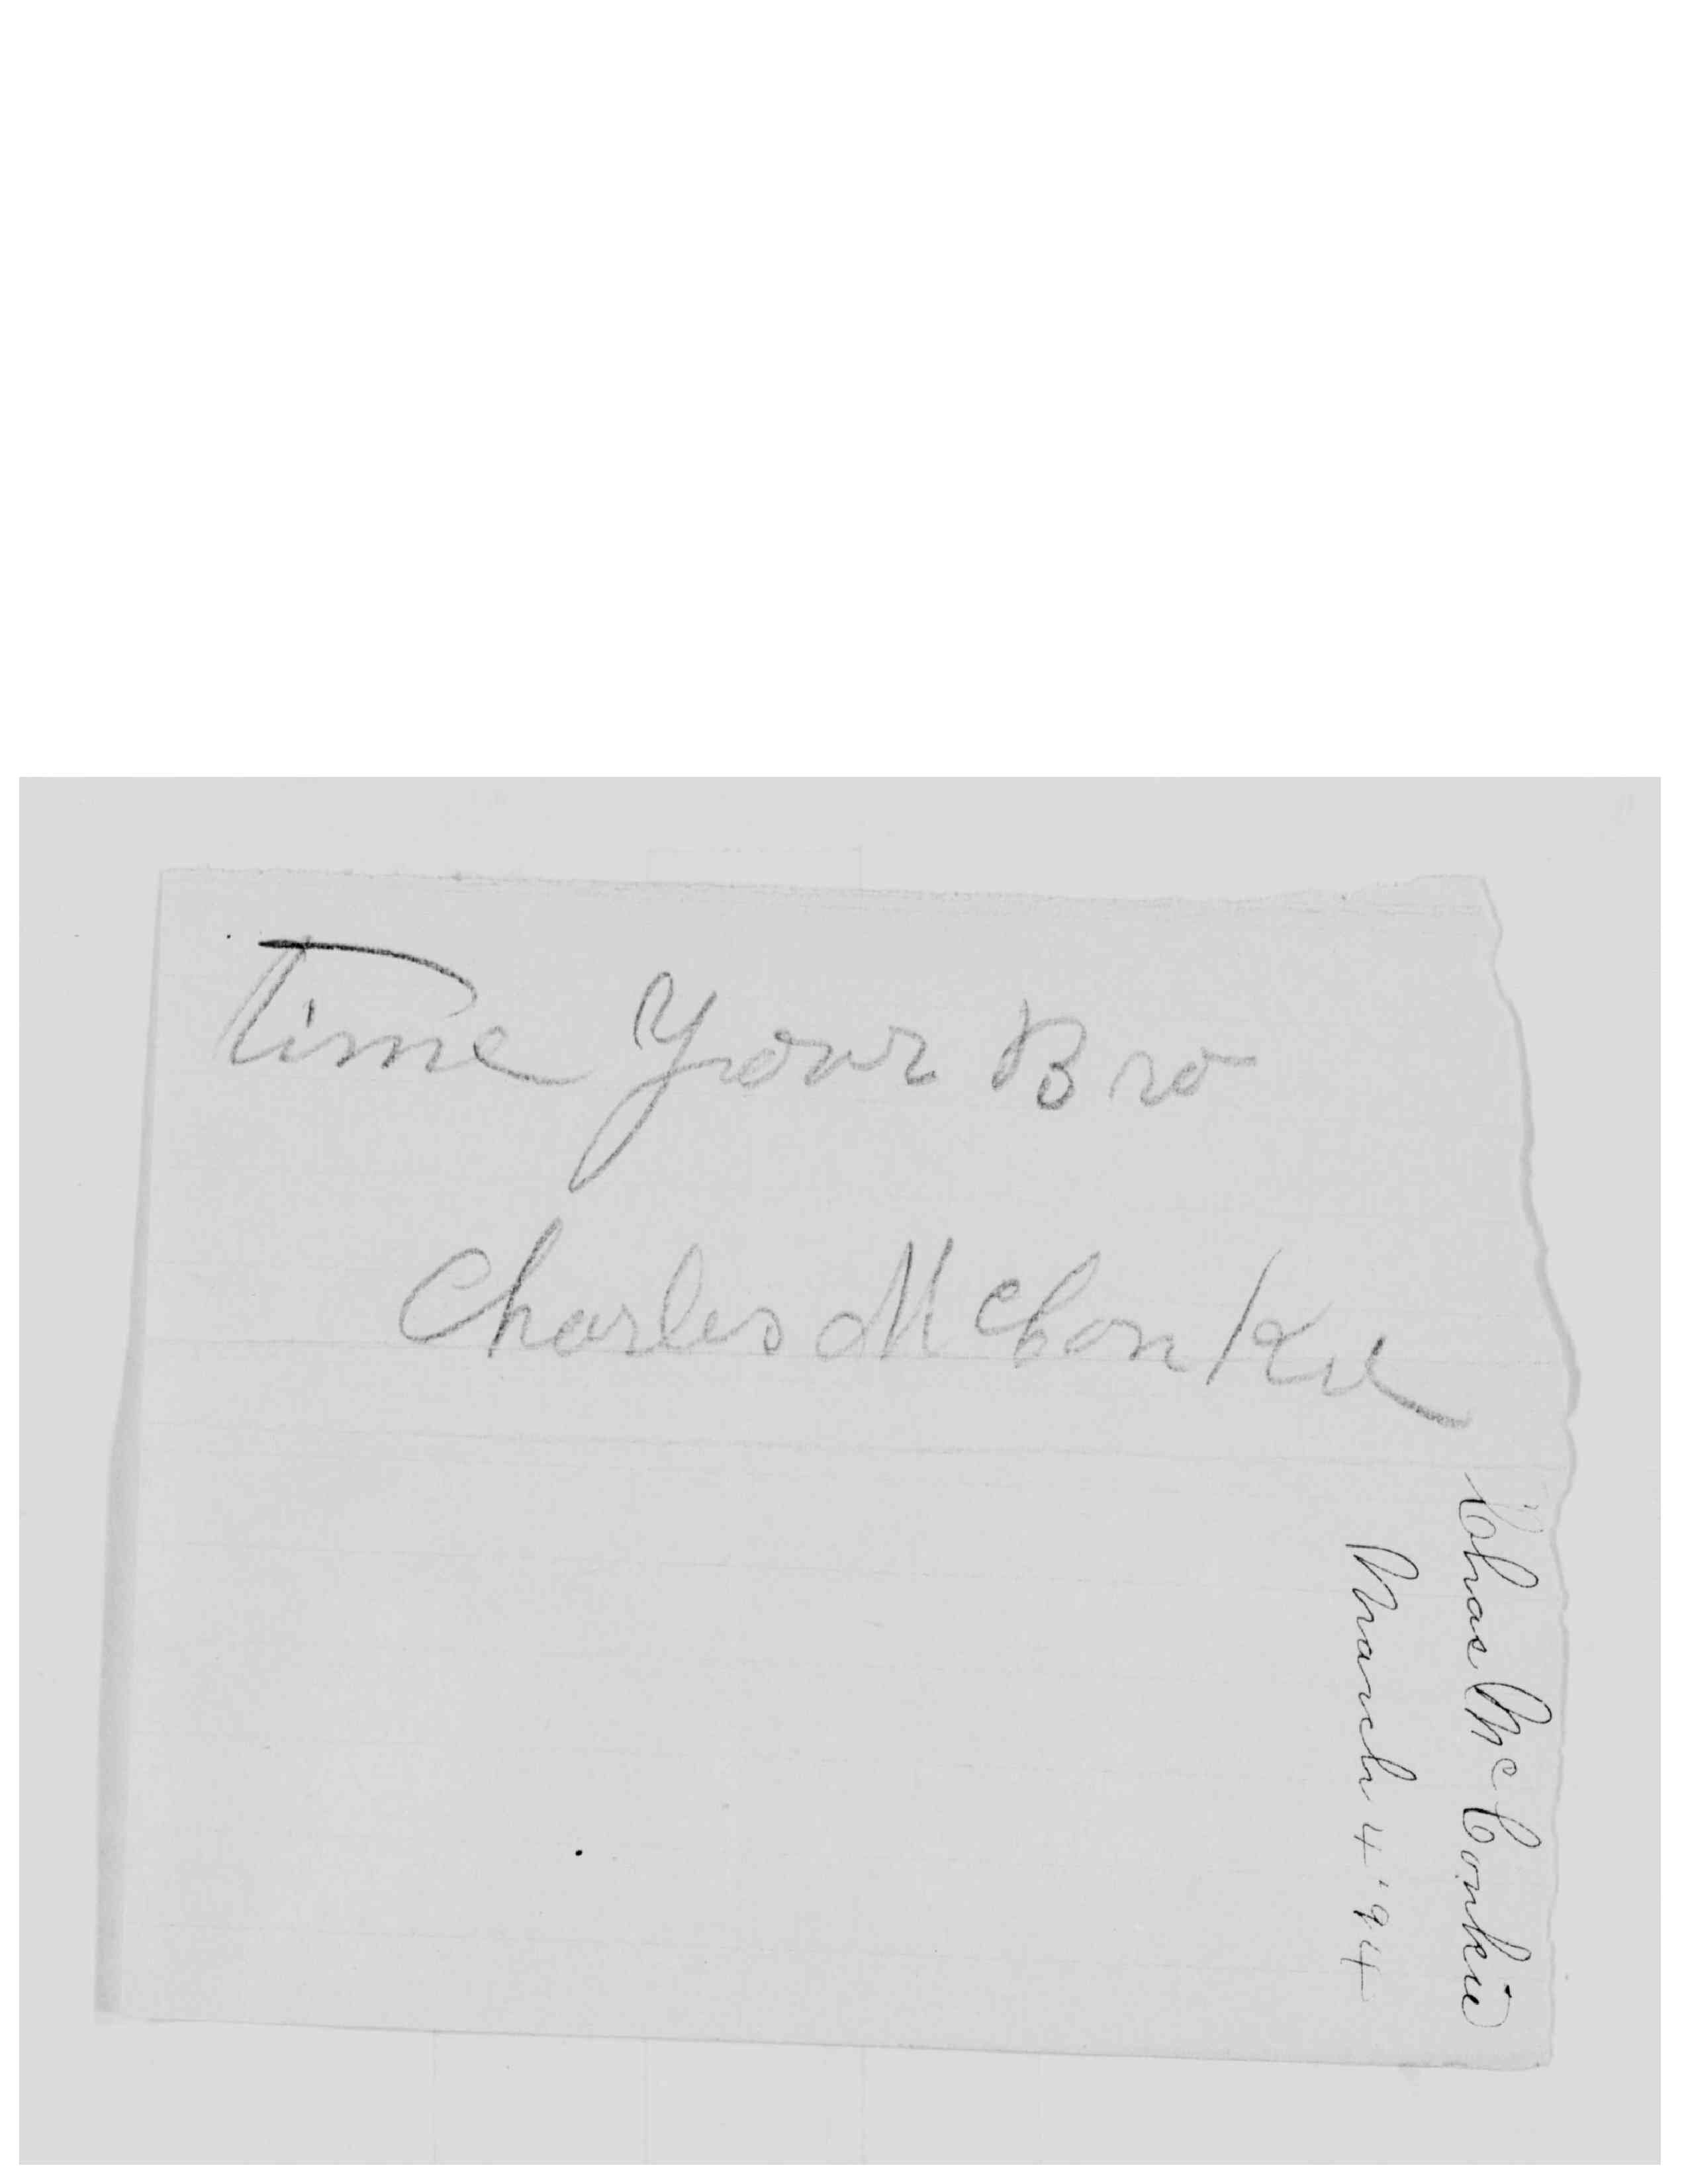 Time Your Bro
Charles McConkie
Chas McConkie
March 4 '94